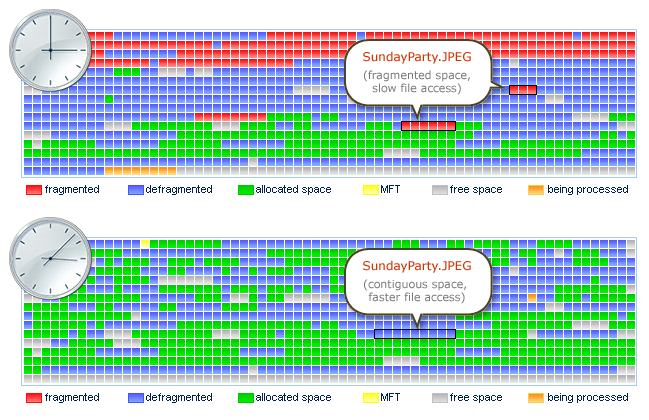 SundayParty.JPEG
(fragmented space,
slow file access)
fragmented defragmented allocated space MFT free space being processed
SundayParty.JPEG
(contiguous space,
faster file access)
fragmented defragmented allocated space MFT free space being processed